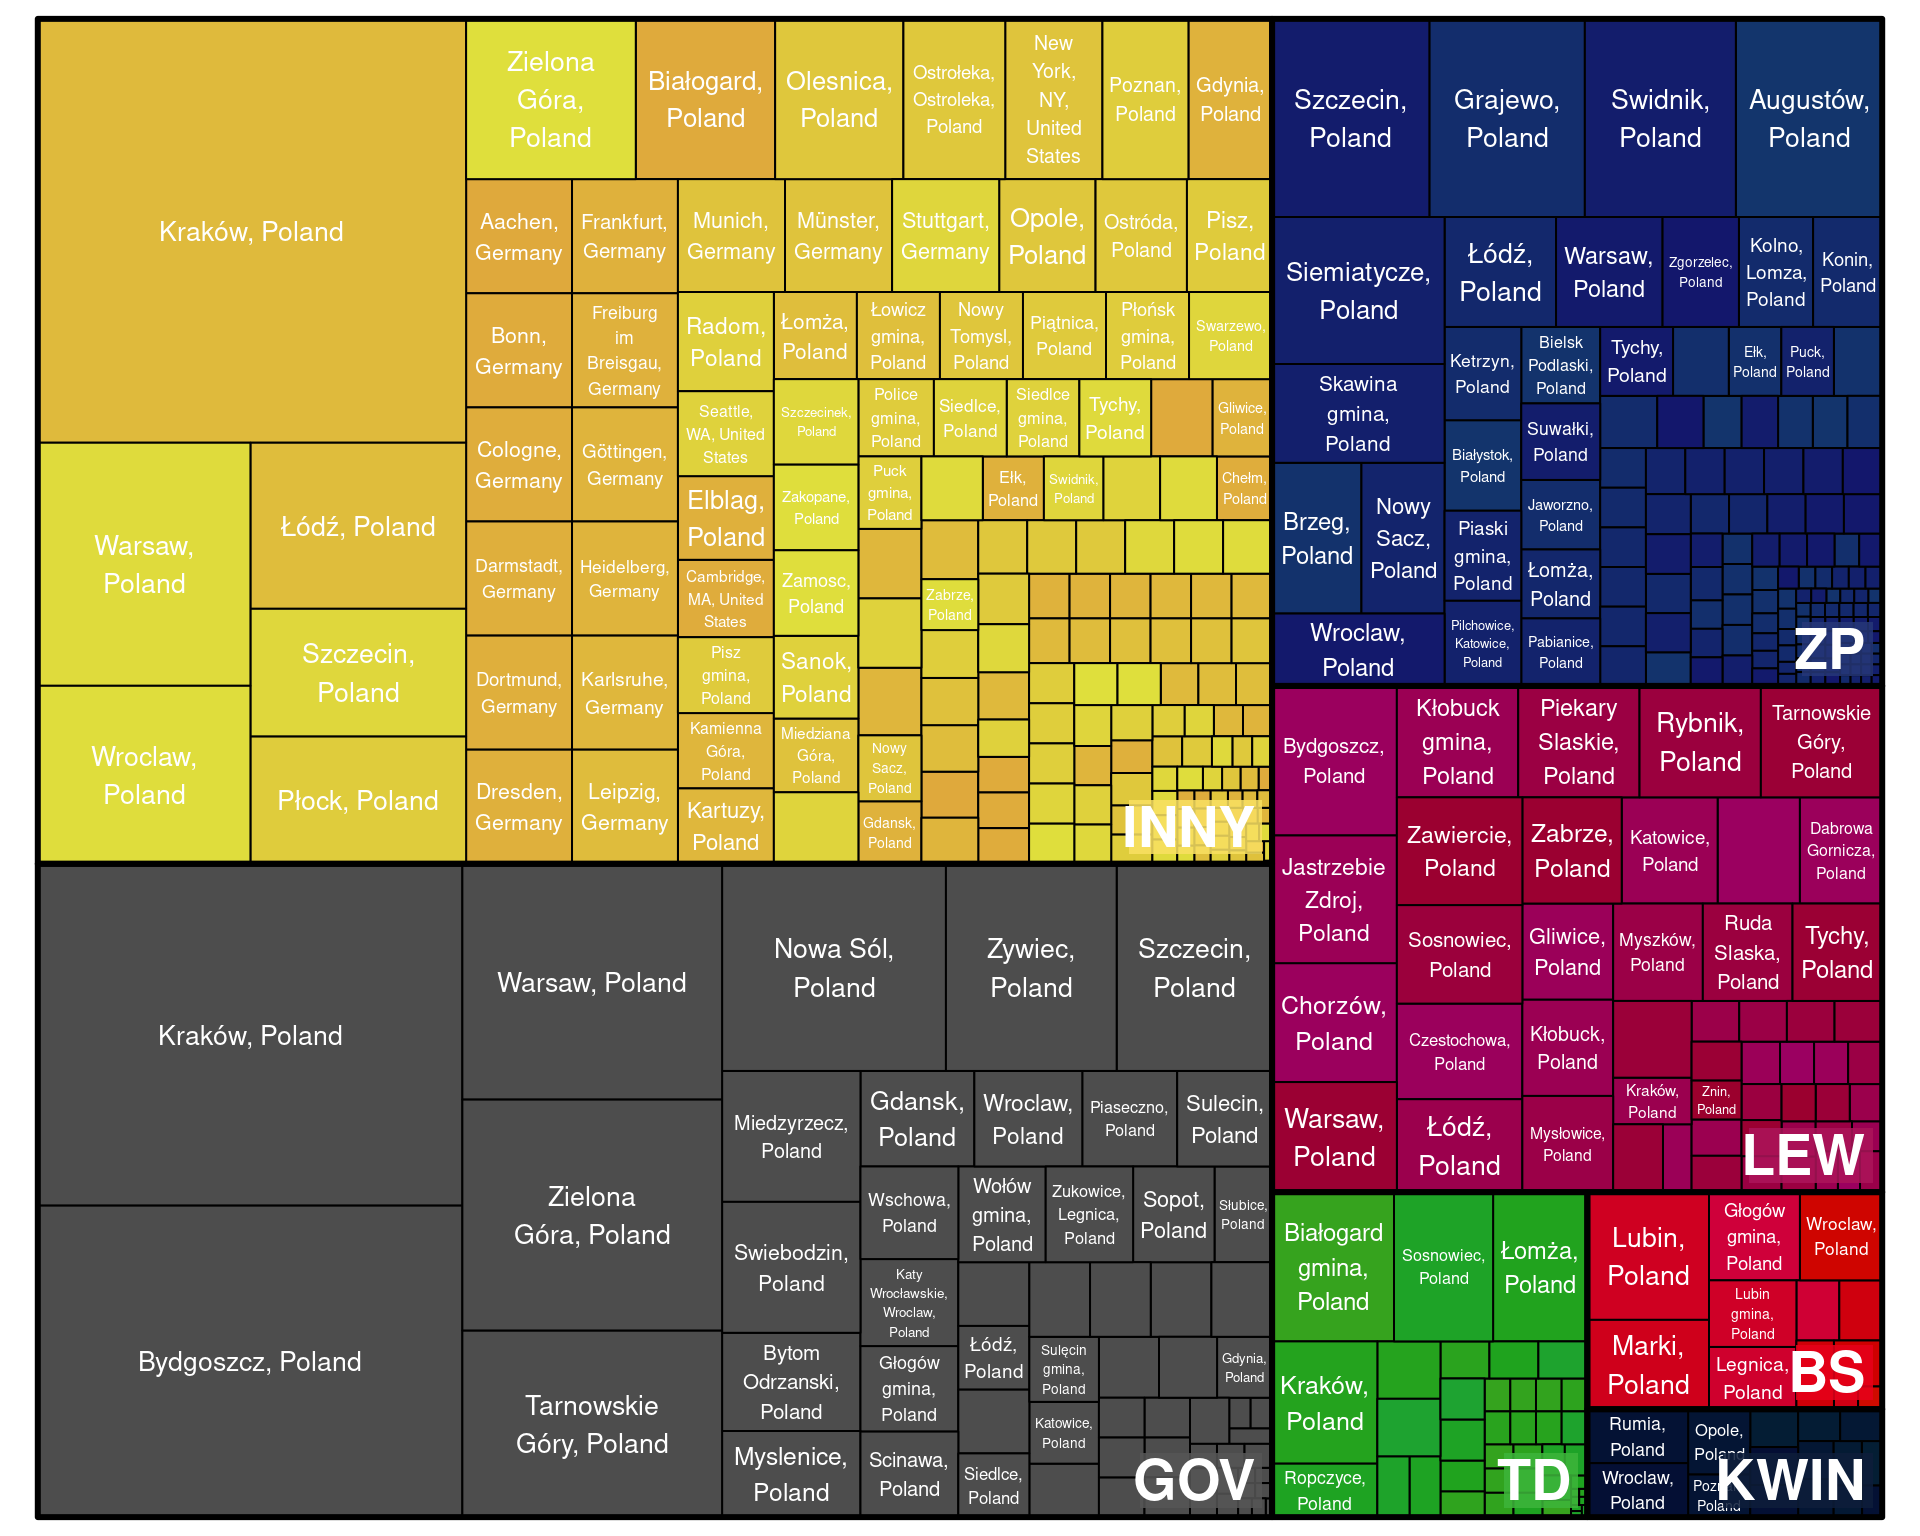 Kraków, Poland
Warsaw,
Poland
Łódź, Poland
Szczecin,
Poland
Wroclaw,
Poland
Płock, Poland
Zielona
Góra,
Poland
Białogard,
Poland
Olesnica,
Poland
Ostrołeka,
Ostroleka,
Poland
New
York,
NY,
United
States
Poznan,
Poland
Gdynia,
Poland
Aachen,
Germany
Frankfurt,
Germany
Munich,
Germany
Münster,
Germany
Stuttgart,
Germany
Opole,
Poland
Ostróda,
Poland
Pisz,
Poland
Bonn,
Germany
Freiburg
im
Breisgau,
Germany
Radom,
Poland
Łomża,
Poland
Łowicz
gmina,
Poland
Nowy
Tomysl,
Poland
Piątnica,
Poland
Płońsk
gmina,
Poland
Swarzewo,
Poland
Seattle,
WA, United
States
Szczecinek,
Poland
Police
gmina,
Poland
Siedlce,
Poland
Siedlce
gmina,
Poland
Tychy,
Poland
Gliwice,
Poland
Cologne,
Germany
Göttingen,
Germany
Elblag,
Poland
Zakopane,
Poland
Puck
gmina,
Poland
Ełk,
Poland
Swidnik,
Poland
Chełm,
Poland
Darmstadt,
Germany
Heidelberg,
Germany
Cambridge,
MA, United
States
Zamosc,
Poland
Zabrze,
Poland
Dortmund,
Germany
Karlsruhe,
Germany
Pisz
gmina,
Poland
Sanok,
Poland
Kamienna
Góra,
Poland
Miedziana
Góra,
Poland
Nowy
Sacz,
Poland
Dresden,
Germany
Leipzig,
Germany
Kartuzy,
Poland
Gdansk,
Poland
INNY
Szczecin,
Poland
Grajewo,
Poland
Swidnik,
Poland
Augustów,
Poland
Siemiatycze,
Poland
Łódź,
Poland
Warsaw,
Poland
Zgorzelec,
Poland
Kolno,
Lomza,
Poland
Konin,
Poland
Skawina
gmina,
Poland
Ketrzyn,
Poland
Bielsk
Podlaski,
Poland
Tychy,
Poland
Ełk,
Poland
Puck,
Poland
Białystok,
Poland
Suwałki,
Poland
Brzeg,
Poland
Nowy
Sacz,
Poland
Piaski
gmina,
Poland
Jaworzno,
Poland
Łomża,
Poland
Wroclaw,
Poland
Pilchowice,
Katowice,
Poland
Pabianice,
Poland
ZP
Bydgoszcz,
Poland
Kłobuck
gmina,
Poland
Piekary
Slaskie,
Poland
Rybnik,
Poland
Tarnowskie
Góry,
Poland
Jastrzebie
Zdroj,
Poland
Zawiercie,
Poland
Zabrze,
Poland
Katowice,
Poland
Dabrowa
Gornicza,
Poland
Sosnowiec,
Poland
Gliwice,
Poland
Myszków,
Poland
Ruda
Slaska,
Poland
Tychy,
Poland
Chorzów,
Poland
Czestochowa,
Poland
Kłobuck,
Poland
Kraków,
Poland
Znin,
Poland
Warsaw,
Poland
Łódź,
Poland
Mysłowice,
Poland
LEW
Kraków, Poland
Warsaw, Poland
Nowa Sól,
Poland
Zywiec,
Poland
Szczecin,
Poland
Bydgoszcz, Poland
Zielona
Góra, Poland
Tarnowskie
Góry, Poland
Miedzyrzecz,
Poland
Gdansk,
Poland
Wroclaw,
Poland
Piaseczno,
Poland
Sulecin,
Poland
Swiebodzin,
Poland
Wschowa,
Poland
Wołów
gmina,
Poland
Zukowice,
Legnica,
Poland
Sopot,
Poland
Słubice,
Poland
Katy
Wrocławskie,
Wroclaw,
Poland
Bytom
Odrzanski,
Poland
Głogów
gmina,
Poland
Łódź,
Poland
Sulęcin
gmina,
Poland
Gdynia,
Poland
Katowice,
Poland
Myslenice,
Poland
Scinawa,
Poland
Siedlce,
Poland
GOV
Białogard
gmina,
Poland
Sosnowiec,
Poland
Łomża,
Poland
Kraków,
Poland
Ropczyce,
Poland
TD
Lubin,
Poland
Głogów
gmina,
Poland
Wroclaw,
Poland
Marki,
Poland
Lubin
gmina,
Poland
Legnica,
Poland
BS
Rumia,
Poland
Opole,
Poland
Wroclaw,
Poland
Poland
KWIN